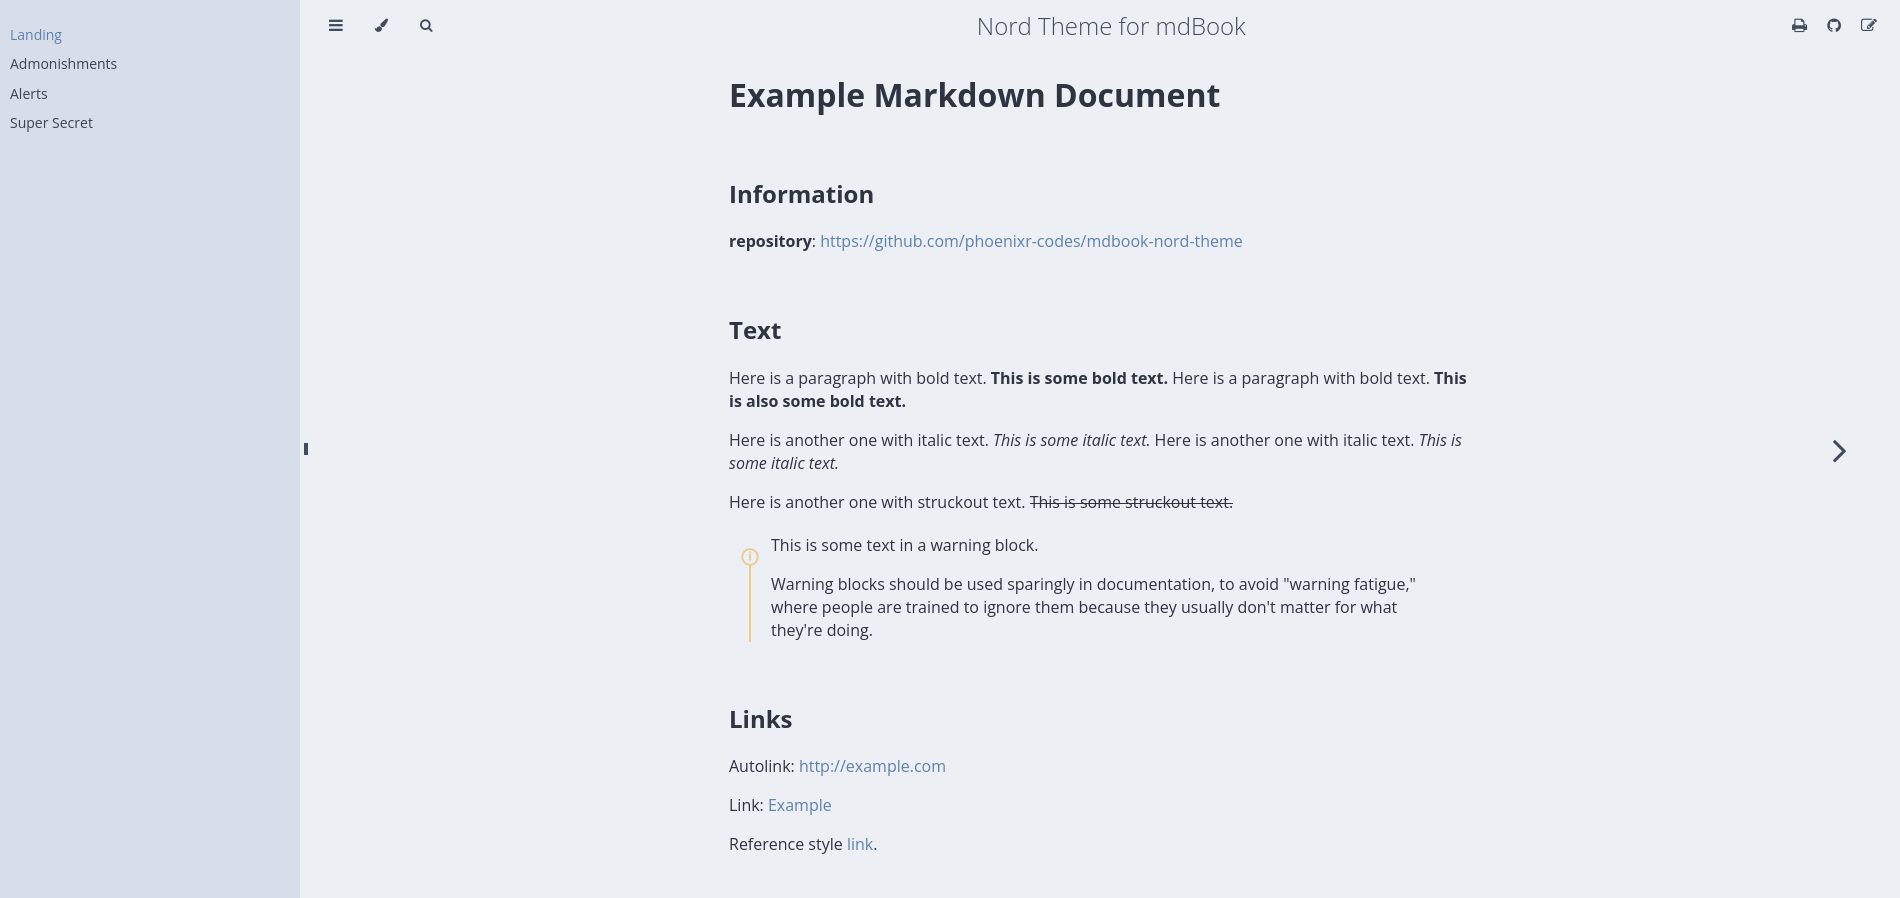 Landing
Admonishments
Alerts
Super Secret
Nord Theme for mdBook
Example Markdown Document
Information
repository: https://github.com/phoenixr-codes/mdbook-nord-theme
Text
Here is a paragraph with bold text. This is some bold text. Here is a paragraph with bold text. This
is also some bold text.
Here is another one with italic text. This is some italic text. Here is another one with italic text. This is
some italic text.
Here is another one with struckout text. This is some struckout text.
This is some text in a warning block.
Warning blocks should be used sparingly in documentation, to avoid "warning fatigue,"
where people are trained to ignore them because they usually don't matter for what
they're doing.
Links
Autolink: http://example.com
Link: Example
Reference style link.